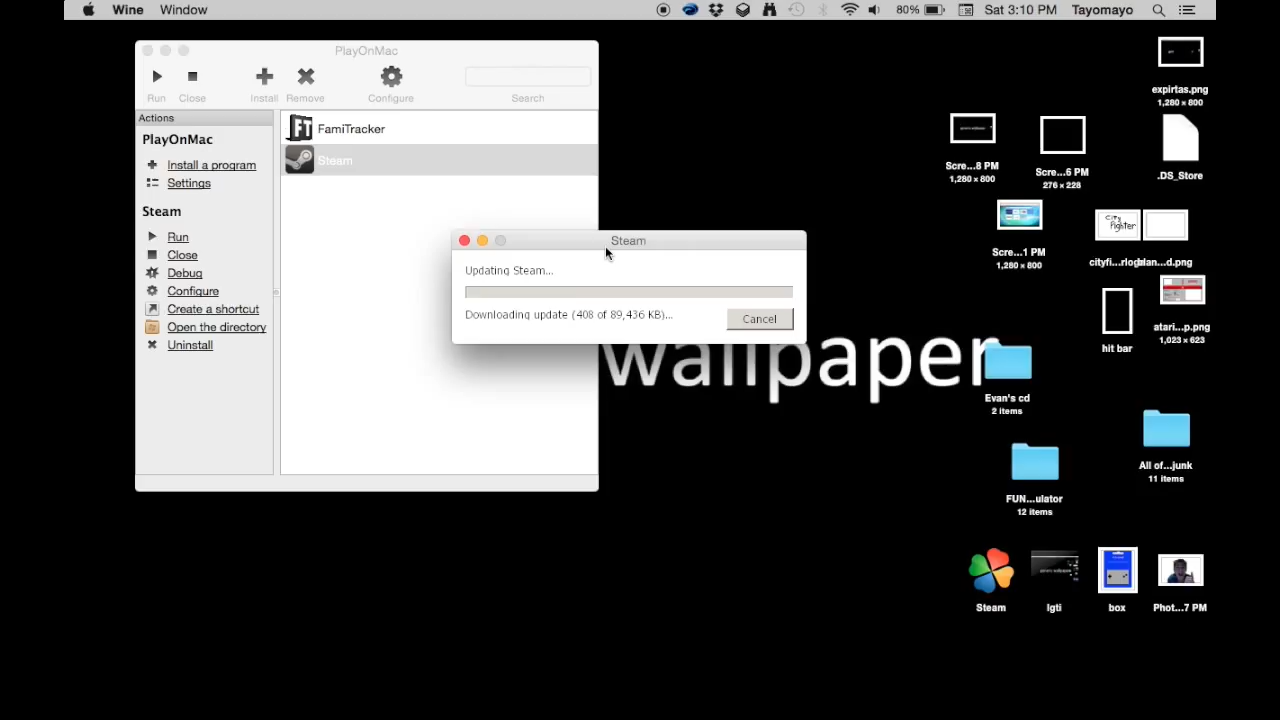 Wine Window
80% Sat 3:10 PM Tayomayo
PlayOnMac
Run Close Install Remove Configure Search
Actions
PlayOnMac
Install a program
Settings
Steam
Run
Close
Debug
Configure
Create a shortcut
Open the directory
Uninstall
FT FamiTracker
Steam
Steam
Updating Steam...
Downloading update (408 of 89,436 KB)...
Cancel
wallpaper
expirtas.png
1,280 × 800
Scre...8 PM
1,280 × 800
Scre...6 PM
276 × 228
.DS_Store
Scre...1 PM
1,280 × 800
City
fighter
hit bar
atari...p.png
1,023 × 623
Evan's cd
2 items
All of...junk
11 items
FUN...ulator
12 items
Steam
lgti
box
Phot...7 PM